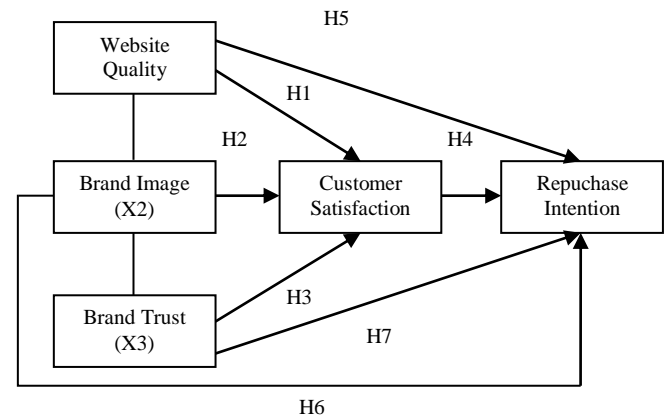 H5
Website
Quality
H1
H2
H4
Brand Image
(X2)
Customer
Satisfaction
Repuchase
Intention
Brand Trust
(X3)
H3
H7
H6